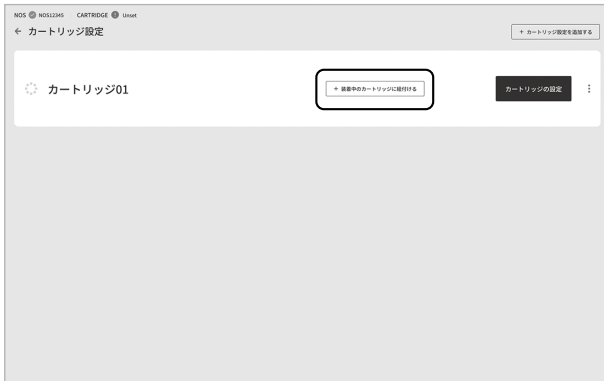 NOS NOS12345 CARTRIDGE Unset
← カートリッジ設定
+ カートリッジ設定を追加する
カートリッジ01
+ 装着中のカートリッジに紐付ける
カートリッジの設定